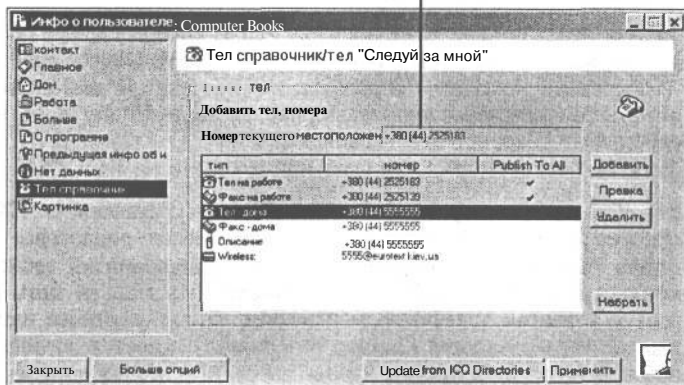 Инфо о пользователе: Computer Books
контакт
Главное
Дом
Работа
Больше
О программе
Предыдущая инфо об и
Нет данных
Тел справочник
Картинка
Тел справочник/тел "Следуй за мной"
тел
Добавить тел, номера
Номер текущего местоположен +380 (44) 2525183
тип номер Publish To All
Тел на работе +380 (44) 2525183
Факс на работе +380 (44) 2525139
Тел - дома +380 (44) 5555555
Факс - дома +380 (44) 5555555
Описание +380 (44) 5555555
Wireless: 5555@eurotext.kiev.ua
Добавить
Правка
Удалить
Набрать
Закрыть Больше опций Update from ICQ Directories Применить